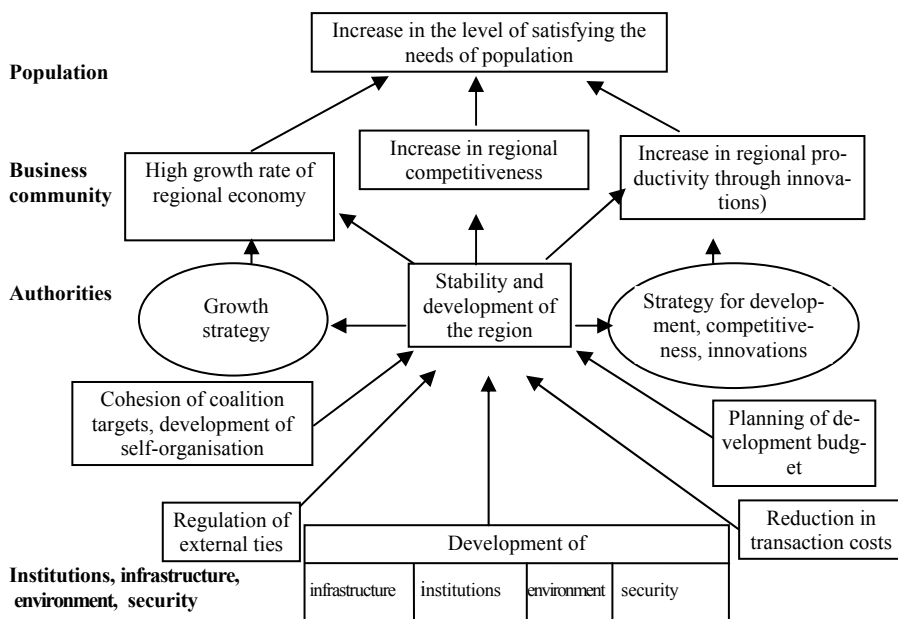 Increase in the level of satisfying the
needs of population
Population
Business
community
High growth rate of
regional economy
Increase in regional
competitiveness
Increase in regional pro-
ductivity through innova-
tions)
Authorities
Growth
strategy
Stability and
development of
the region
Strategy for develop-
ment, competitive-
ness, innovations
Cohesion of coalition
targets, development of
self-organisation
Planning of de-
velopment budg-
et
Regulation of
external ties
Reduction in
transaction costs
Development of
Institutions, infrastructure,
environment, security
infrastructure
institutions
environment
security